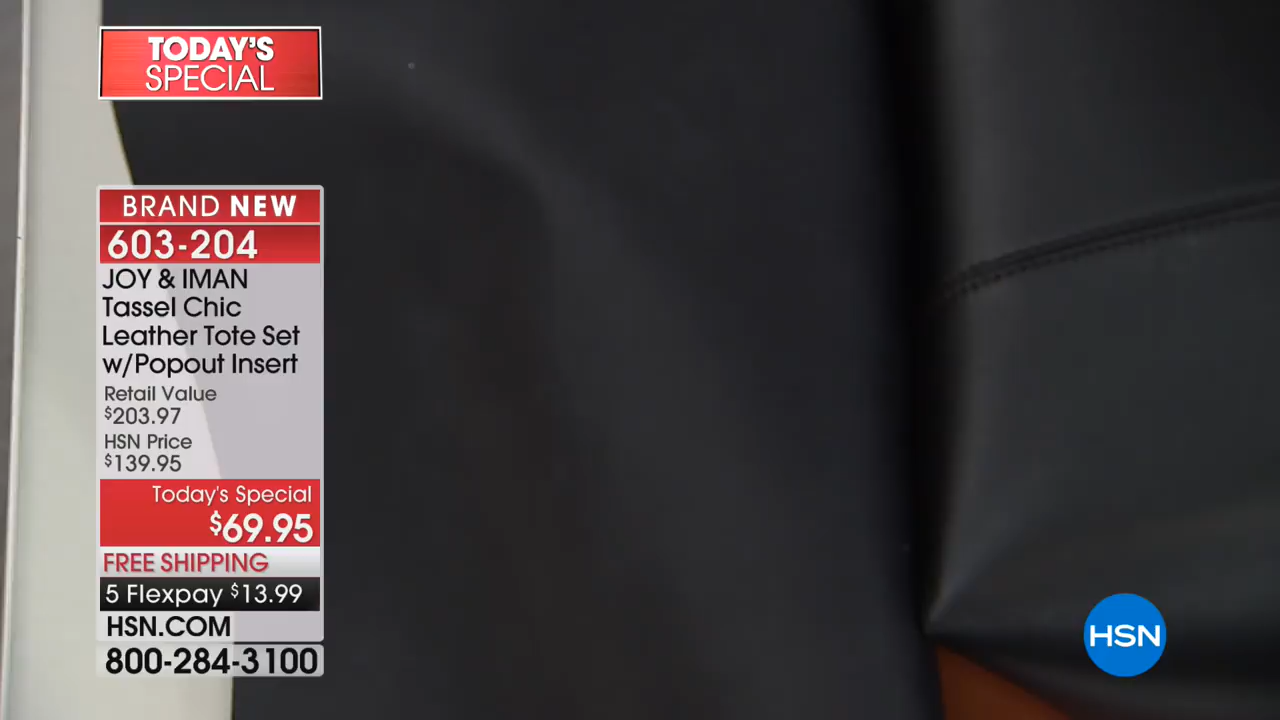 TODAY'S
SPECIAL
BRAND NEW
603-204
JOY & IMAN
Tassel Chic
Leather Tote Set
w/Popout Insert
Retail Value
$203.97
HSN Price
$139.95
Today's Special
$69.95
FREE SHIPPING
5 Flexpay $13.99
HSN.COM
800-284-3100
HSN